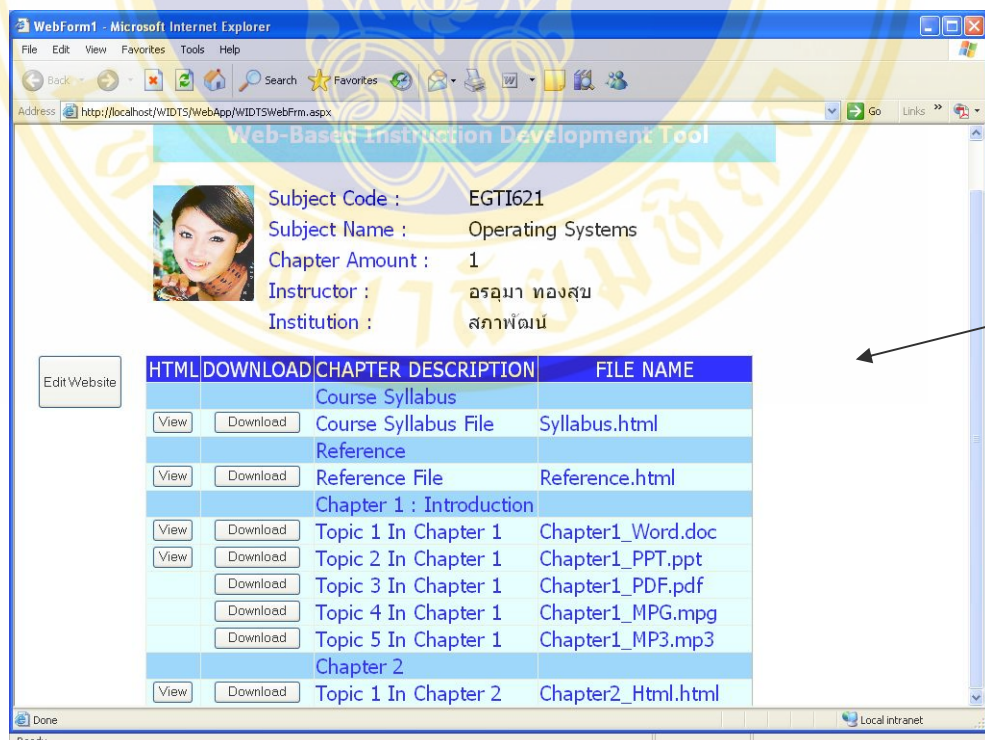 WebForm1 - Microsoft Internet Explorer
File Edit View Favorites Tools Help
Back Search Favorites
Address http://localhost/WIDTS/WebApp/WIDTSWebFrm.aspx Go Links »
Web-Based Instruction Development Tool
Subject Code : EGTI621
Subject Name : Operating Systems
Chapter Amount : 1
Instructor : อรอุมา ทองสุข
Institution : สภาพัฒน์
Edit Website
HTML DOWNLOAD CHAPTER DESCRIPTION FILE NAME
Course Syllabus
View Download Course Syllabus File Syllabus.html
Reference
View Download Reference File Reference.html
Chapter 1 : Introduction
View Download Topic 1 In Chapter 1 Chapter1_Word.doc
View Download Topic 2 In Chapter 1 Chapter1_PPT.ppt
Download Topic 3 In Chapter 1 Chapter1_PDF.pdf
Download Topic 4 In Chapter 1 Chapter1_MPG.mpg
Download Topic 5 In Chapter 1 Chapter1_MP3.mp3
Chapter 2
View Download Topic 1 In Chapter 2 Chapter2_Html.html
Done Local intranet